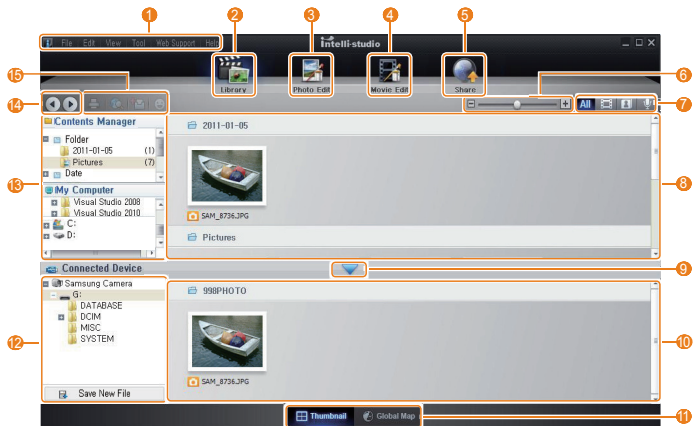 1 2 3 4 5
File Edit View Tool Web Support Help
Intelli-studio
Library Photo Edit Movie Edit Share
15 6
14 All 7
Contents Manager
Folder
2011-01-05 (1)
Pictures (7)
Date
13
My Computer
Visual Studio 2008
Visual Studio 2010
C:
D:
2011-01-05
SAM_8736.JPG
Pictures
8
Connected Device
9
Samsung Camera
G:
DATABASE
DCIM
MISC
SYSTEM
12
Save New File
998PHOTO
SAM_8736.JPG
10
Thumbnail Global Map
11